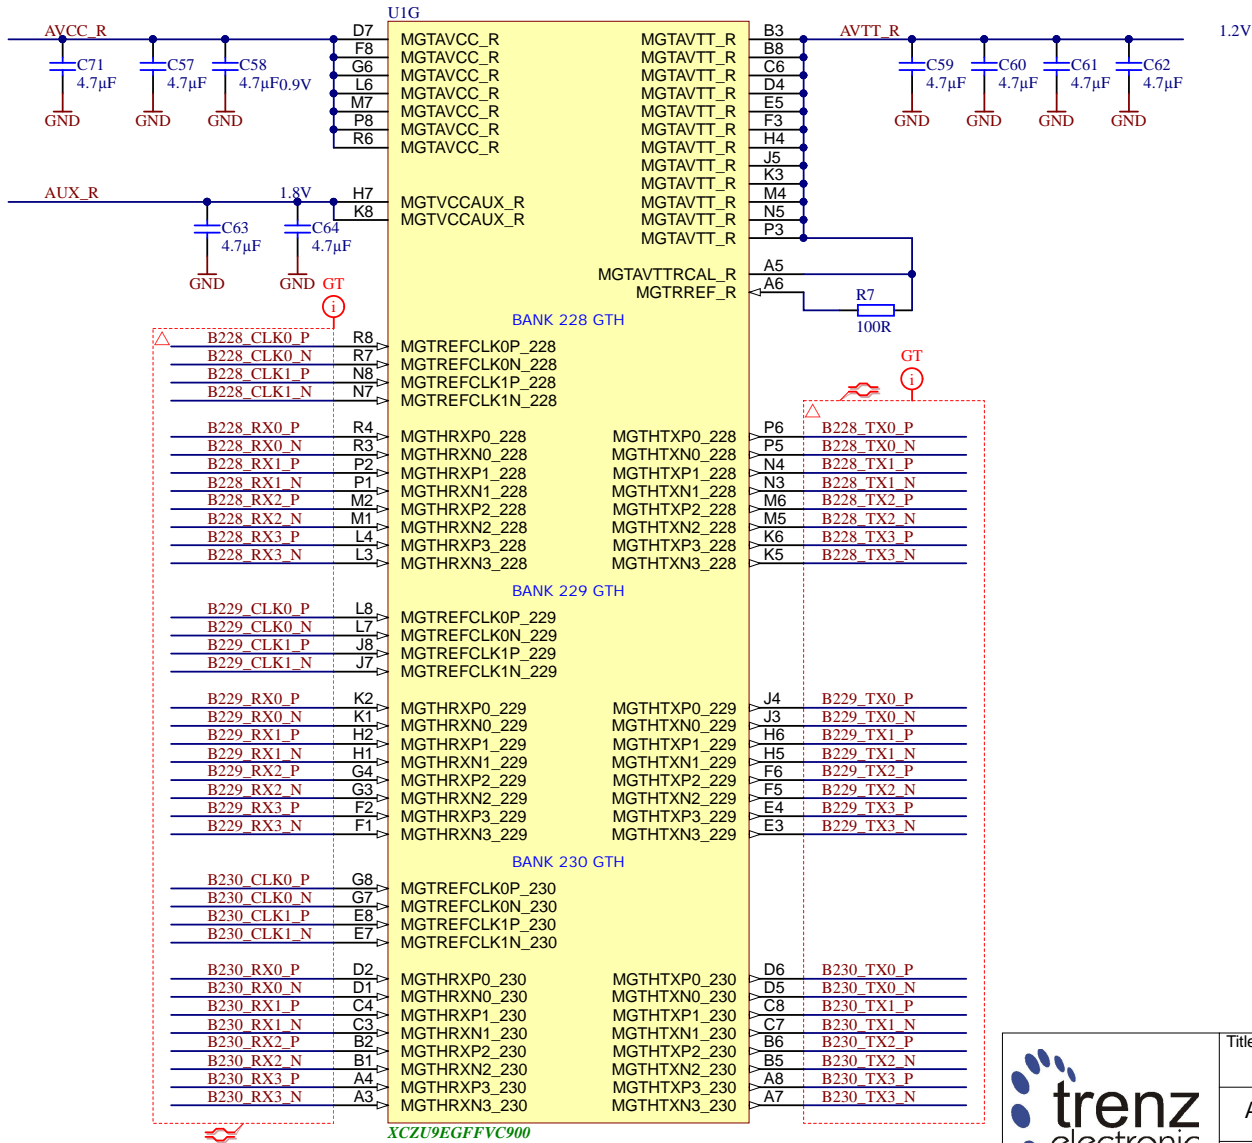 U1G
AVCC_R D7 MGTAVCC_R MGTAVTT_R B3 AVTT_R 1.2V
F8 MGTAVCC_R MGTAVTT_R B8
G6 MGTAVCC_R MGTAVTT_R C6
L6 MGTAVCC_R MGTAVTT_R D4
M7 MGTAVCC_R MGTAVTT_R E5
P8 MGTAVCC_R MGTAVTT_R F3
R6 MGTAVCC_R MGTAVTT_R H4
C71 C57 C58 C59 C60 C61 C62
4.7µF 4.7µF 4.7µF 0.9V 4.7µF 4.7µF 4.7µF 4.7µF
GND GND GND GND GND GND GND
MGTAVTT_R J5
MGTAVTT_R K3
AUX_R 1.8V H7 MGTVCCAUX_R MGTAVTT_R M4
K8 MGTVCCAUX_R MGTAVTT_R N5
MGTAVTT_R P3
C63 C64
4.7µF 4.7µF
GND GND
MGTAVTTRCAL_R A5
MGTRREF_R A6
R7
100R
GT
i
BANK 228 GTH
B228_CLK0_P R8 MGTREFCLK0P_228
B228_CLK0_N R7 MGTREFCLK0N_228
B228_CLK1_P N8 MGTREFCLK1P_228
B228_CLK1_N N7 MGTREFCLK1N_228
GT
i
B228_RX0_P R4 MGTHRXP0_228 MGTHTXP0_228 P6 B228_TX0_P
B228_RX0_N R3 MGTHRXN0_228 MGTHTXN0_228 P5 B228_TX0_N
B228_RX1_P P2 MGTHRXP1_228 MGTHTXP1_228 N4 B228_TX1_P
B228_RX1_N P1 MGTHRXN1_228 MGTHTXN1_228 N3 B228_TX1_N
B228_RX2_P M2 MGTHRXP2_228 MGTHTXP2_228 M6 B228_TX2_P
B228_RX2_N M1 MGTHRXN2_228 MGTHTXN2_228 M5 B228_TX2_N
B228_RX3_P L4 MGTHRXP3_228 MGTHTXP3_228 K6 B228_TX3_P
B228_RX3_N L3 MGTHRXN3_228 MGTHTXN3_228 K5 B228_TX3_N
BANK 229 GTH
B229_CLK0_P L8 MGTREFCLK0P_229
B229_CLK0_N L7 MGTREFCLK0N_229
B229_CLK1_P J8 MGTREFCLK1P_229
B229_CLK1_N J7 MGTREFCLK1N_229
B229_RX0_P K2 MGTHRXP0_229 MGTHTXP0_229 J4 B229_TX0_P
B229_RX0_N K1 MGTHRXN0_229 MGTHTXN0_229 J3 B229_TX0_N
B229_RX1_P H2 MGTHRXP1_229 MGTHTXP1_229 H6 B229_TX1_P
B229_RX1_N H1 MGTHRXN1_229 MGTHTXN1_229 H5 B229_TX1_N
B229_RX2_P G4 MGTHRXP2_229 MGTHTXP2_229 F6 B229_TX2_P
B229_RX2_N G3 MGTHRXN2_229 MGTHTXN2_229 F5 B229_TX2_N
B229_RX3_P F2 MGTHRXP3_229 MGTHTXP3_229 E4 B229_TX3_P
B229_RX3_N F1 MGTHRXN3_229 MGTHTXN3_229 E3 B229_TX3_N
BANK 230 GTH
B230_CLK0_P G8 MGTREFCLK0P_230
B230_CLK0_N G7 MGTREFCLK0N_230
B230_CLK1_P E8 MGTREFCLK1P_230
B230_CLK1_N E7 MGTREFCLK1N_230
B230_RX0_P D2 MGTHRXP0_230 MGTHTXP0_230 D6 B230_TX0_P
B230_RX0_N D1 MGTHRXN0_230 MGTHTXN0_230 D5 B230_TX0_N
B230_RX1_P C4 MGTHRXP1_230 MGTHTXP1_230 C8 B230_TX1_P
B230_RX1_N C3 MGTHRXN1_230 MGTHTXN1_230 C7 B230_TX1_N
B230_RX2_P B2 MGTHRXP2_230 MGTHTXP2_230 B6 B230_TX2_P
B230_RX2_N B1 MGTHRXN2_230 MGTHTXN2_230 B5 B230_TX2_N
B230_RX3_P A4 MGTHRXP3_230 MGTHTXP3_230 A8 B230_TX3_P
B230_RX3_N A3 MGTHRXN3_230 MGTHTXN3_230 A7 B230_TX3_N
XCZU9EGFFVC900
Title
trenz
electronic